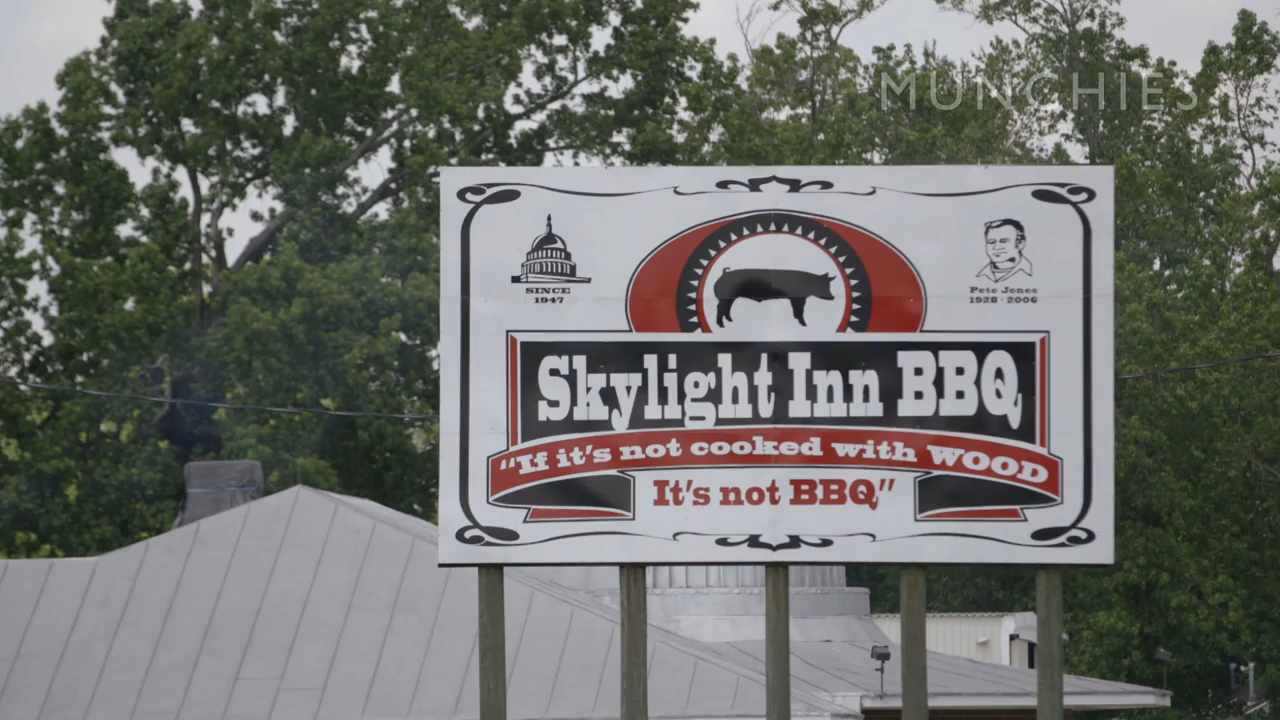 MUNCHIES
SINCE
1947
Pete Jones
1928 - 2006
Skylight Inn BBQ
"If it's not cooked with WOOD
It's not BBQ"